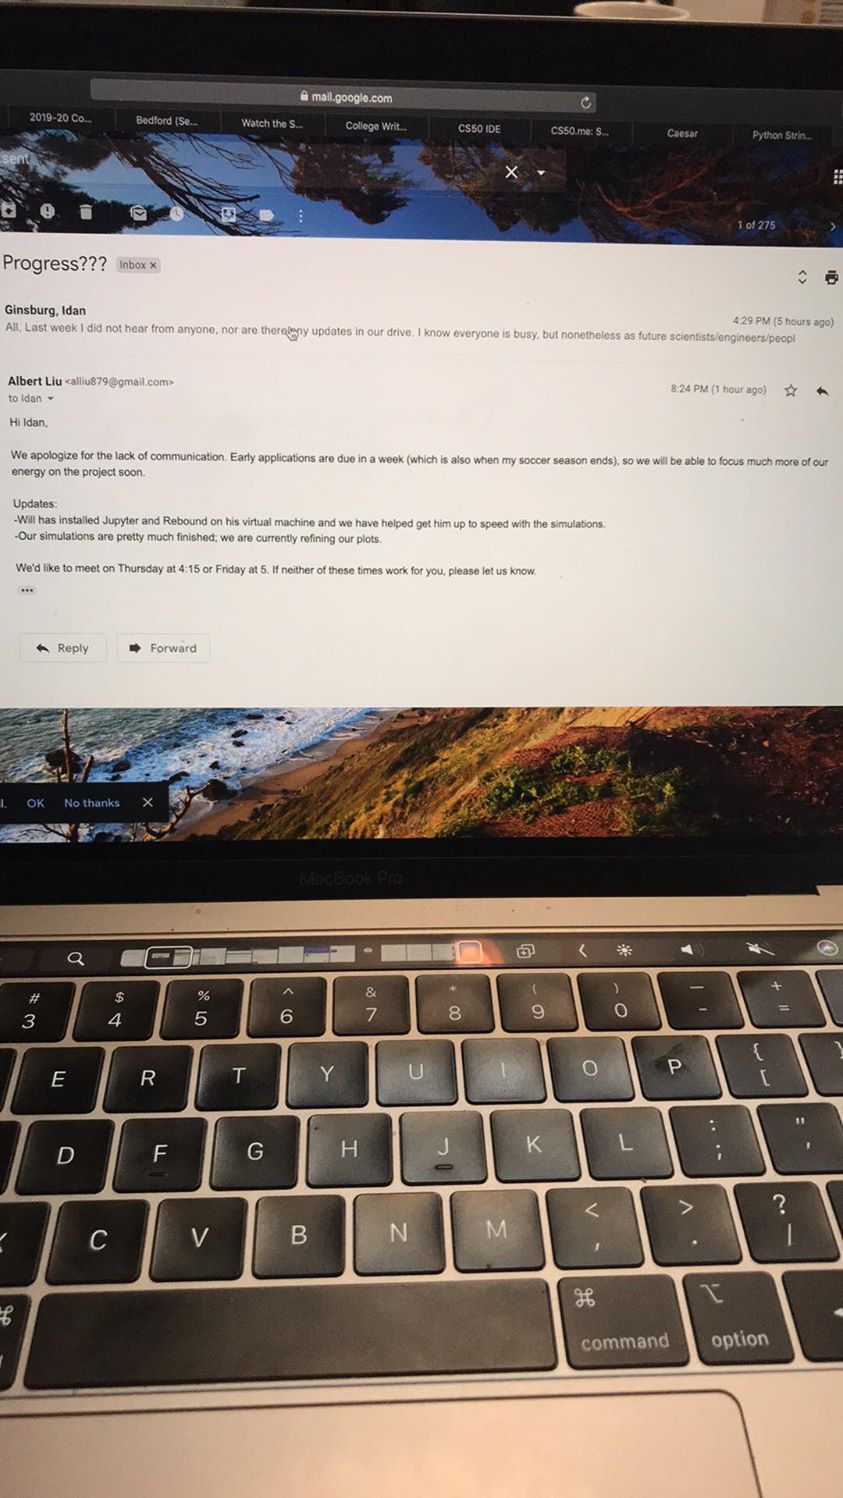 mail.google.com
2019-20 Co... Bedford (Se... Watch the S... College Writ... CS50 IDE CS50.me: S... Caesar Python Strin...
sent
1 of 275
Progress??? Inbox x
Ginsburg, Idan
4:29 PM (5 hours ago)
All, Last week I did not hear from anyone, nor are there any updates in our drive. I know everyone is busy, but nonetheless as future scientists/engineers/peopl
Albert Liu <alliu879@gmail.com>
8:24 PM (1 hour ago)
to Idan
Hi Idan,
We apologize for the lack of communication. Early applications are due in a week (which is also when my soccer season ends), so we will be able to focus much more of our
energy on the project soon.
Updates:
-Will has installed Jupyter and Rebound on his virtual machine and we have helped get him up to speed with the simulations.
-Our simulations are pretty much finished; we are currently refining our plots.
We'd like to meet on Thursday at 4:15 or Friday at 5. If neither of these times work for you, please let us know.
•••
Reply Forward
l. OK No thanks X
MacBook Pro
# $ % ^ & * ( ) — +
3 4 5 6 7 8 9 0 - =
E R T Y U I O P { [ }
D F G H J K L : ; " '
C V B N M < , > . ? /
⌘ command ⌥ option